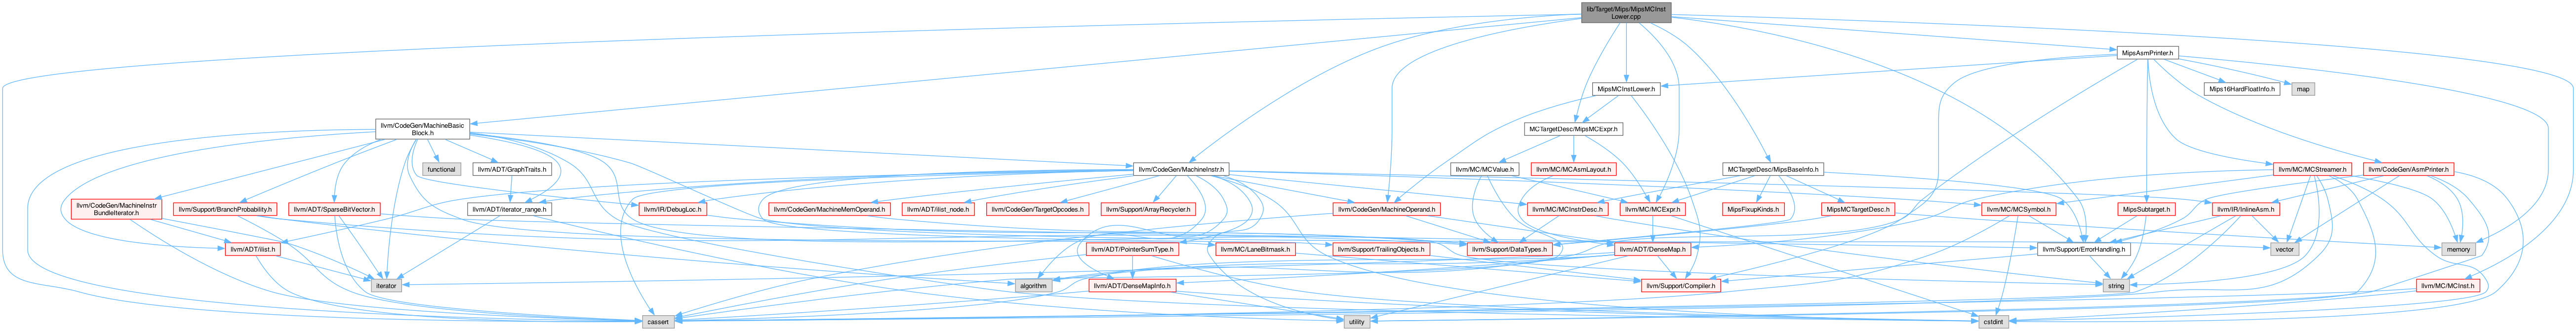 lib/Target/Mips/MipsMCInst
Lower.cpp
MipsAsmPrinter.h
MipsMCInstLower.h
Mips16HardFloatInfo.h
map
llvm/CodeGen/MachineBasic
Block.h
MCTargetDesc/MipsMCExpr.h
functional
llvm/ADT/GraphTraits.h
llvm/CodeGen/MachineInstr.h
llvm/MC/MCValue.h
llvm/MC/MCAsmLayout.h
MCTargetDesc/MipsBaseInfo.h
llvm/MC/MCStreamer.h
llvm/CodeGen/AsmPrinter.h
llvm/CodeGen/MachineInstr
BundleIterator.h
llvm/Support/BranchProbability.h
llvm/ADT/SparseBitVector.h
llvm/ADT/iterator_range.h
llvm/IR/DebugLoc.h
llvm/CodeGen/MachineMemOperand.h
llvm/ADT/ilist_node.h
llvm/CodeGen/TargetOpcodes.h
llvm/Support/ArrayRecycler.h
llvm/CodeGen/MachineOperand.h
llvm/MC/MCInstrDesc.h
llvm/MC/MCExpr.h
MipsFixupKinds.h
MipsMCTargetDesc.h
llvm/MC/MCSymbol.h
MipsSubtarget.h
llvm/IR/InlineAsm.h
llvm/ADT/ilist.h
llvm/ADT/PointerSumType.h
llvm/MC/LaneBitmask.h
llvm/Support/TrailingObjects.h
llvm/Support/DataTypes.h
llvm/ADT/DenseMap.h
llvm/Support/ErrorHandling.h
vector
memory
iterator
algorithm
llvm/ADT/DenseMapInfo.h
llvm/Support/Compiler.h
string
llvm/MC/MCInst.h
cassert
utility
cstdint